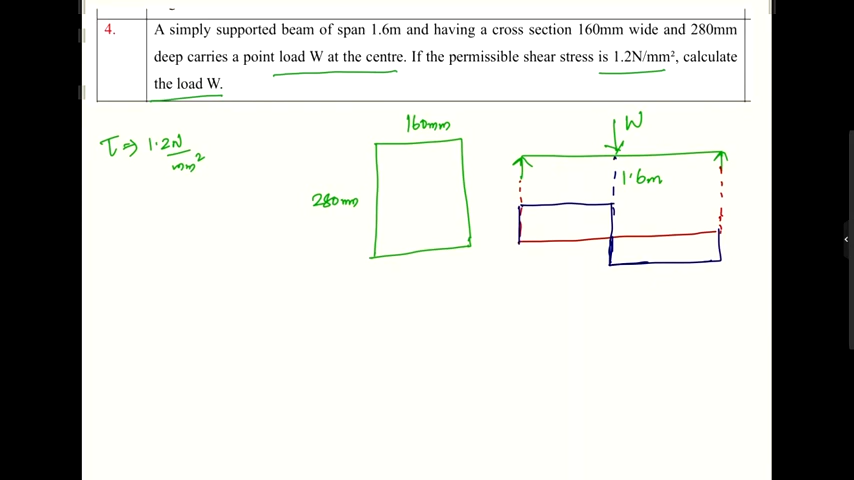 4.
A simply supported beam of span 1.6m and having a cross section 160mm wide and 280mm
deep carries a point load W at the centre. If the permissible shear stress is 1.2N/mm², calculate
the load W.
160mm
W
τ ⇒ 1.2N/mm²
1.6m
280mm